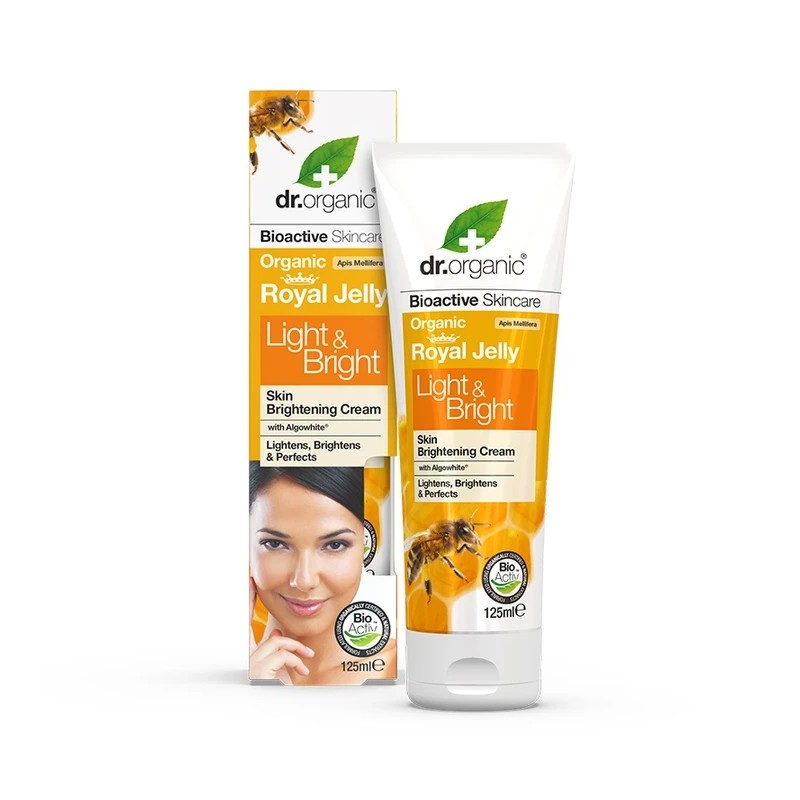 dr.organic®
Bioactive Skincare
Organic
Apis Mellifera
Royal Jelly
Light &
Bright
Skin
Brightening Cream
with Algowhite®
Lightens, Brightens
& Perfects
Bio™
Activ
125ml℮
dr.organic®
Bioactive Skincare
Organic
Apis Mellifera
Royal Jelly
Light &
Bright
Skin
Brightening Cream
with Algowhite®
Lightens, Brightens
& Perfects
Bio™
Activ
125ml℮